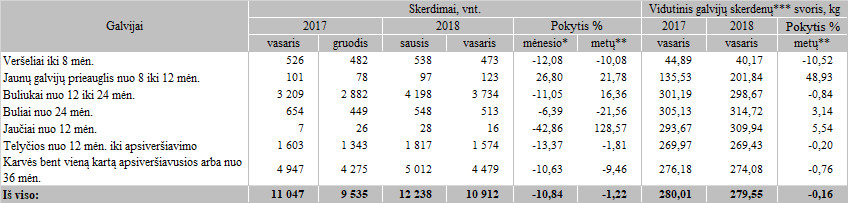 Galvijai Skerdimai, vnt. Vidutinis galvijų skerdenų*** svoris, kg
2017 2018 Pokytis % 2017 2018 Pokytis %
vasaris gruodis sausis vasaris mėnesio* metų** vasaris vasaris metų**
Veršeliai iki 8 mėn. 526 482 538 473 -12,08 -10,08 44,89 40,17 -10,52
Jaunų galvijų prieauglis nuo 8 iki 12 mėn. 101 78 97 123 26,80 21,78 135,53 201,84 48,93
Buliukai nuo 12 iki 24 mėn. 3 209 2 882 4 198 3 734 -11,05 16,36 301,19 298,67 -0,84
Buliai nuo 24 mėn. 654 449 548 513 -6,39 -21,56 305,13 314,72 3,14
Jaučiai nuo 12 mėn. 7 26 28 16 -42,86 128,57 293,67 309,94 5,54
Telyčios nuo 12 mėn. iki apsiveršiavimo 1 603 1 343 1 817 1 574 -13,37 -1,81 269,97 269,43 -0,20
Karvės bent vieną kartą apsiveršiavusios arba nuo
36 mėn. 4 947 4 275 5 012 4 479 -10,63 -9,46 276,18 274,08 -0,76
Iš viso: 11 047 9 535 12 238 10 912 -10,84 -1,22 280,01 279,55 -0,16